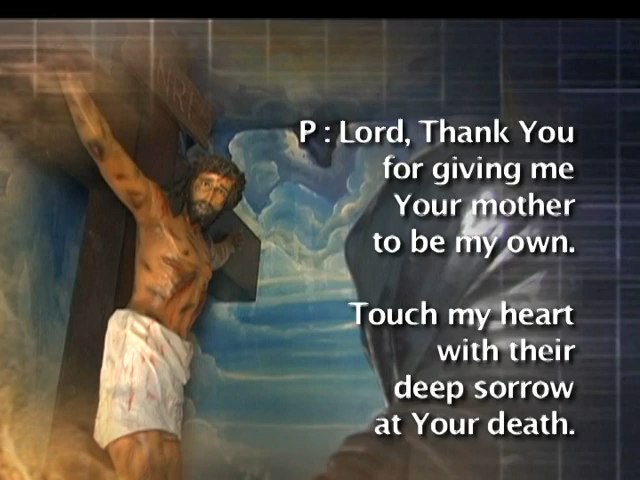 INRI
P : Lord, Thank You
for giving me
Your mother
to be my own.
Touch my heart
with their
deep sorrow
at Your death.